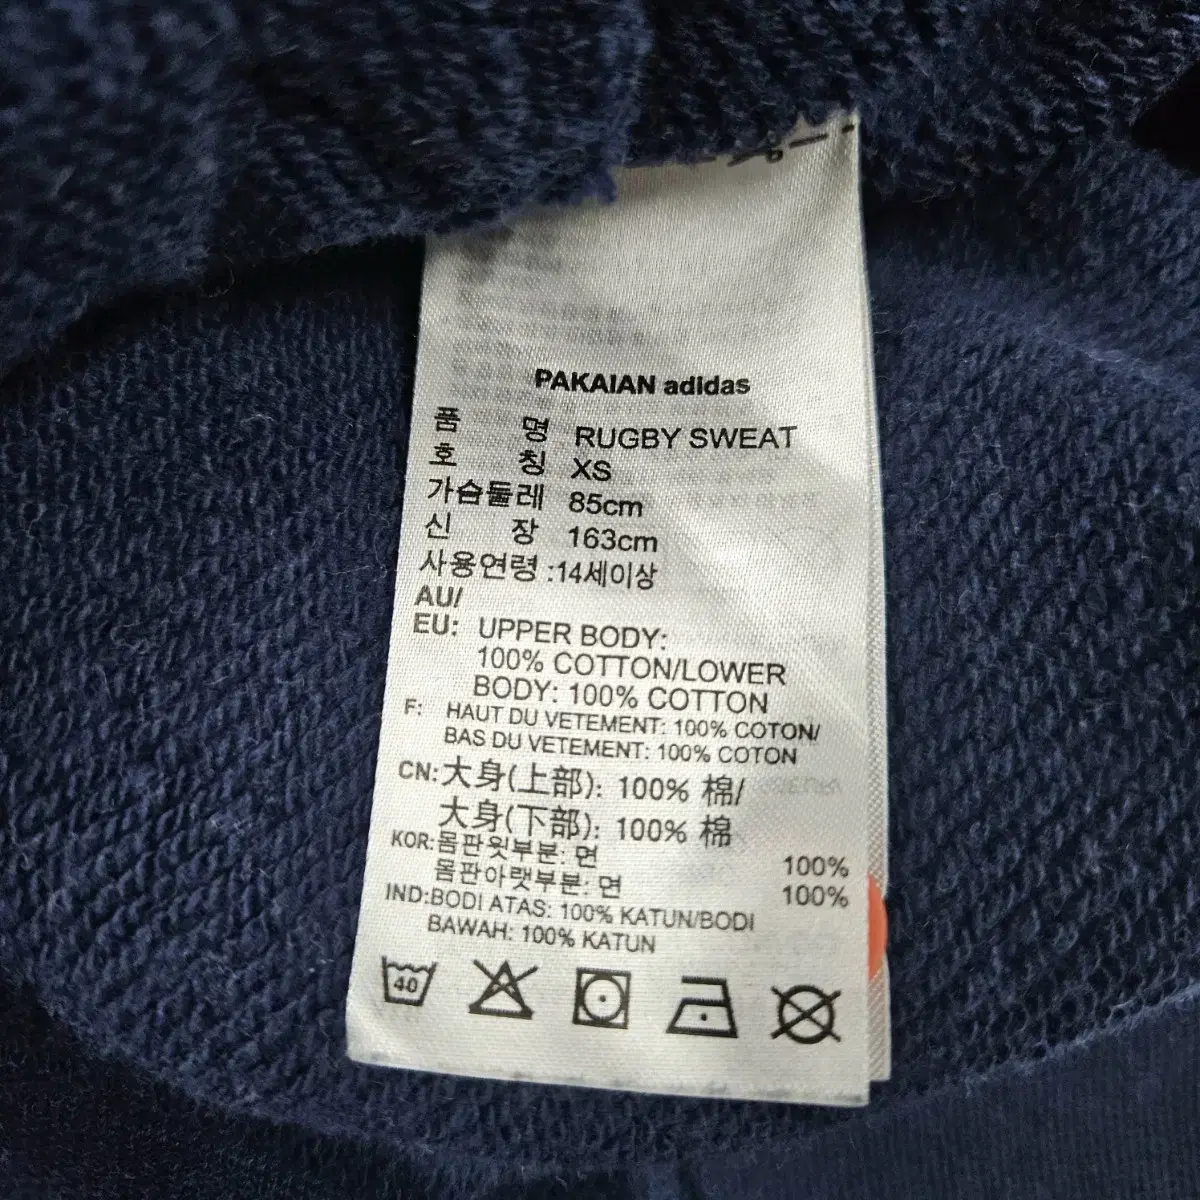 PAKAIAN adidas
품 명 RUGBY SWEAT
호 칭 XS
가슴둘레 85cm
신 장 163cm
사용연령 :14세이상
AU/
EU: UPPER BODY:
100% COTTON/LOWER
BODY: 100% COTTON
F: HAUT DU VETEMENT: 100% COTON/
BAS DU VETEMENT: 100% COTON
CN:大身(上部): 100% 棉/
大身(下部): 100% 棉
KOR:몸판윗부분: 면 100%
몸판아랫부분: 면 100%
IND:BODI ATAS: 100% KATUN/BODI
BAWAH: 100% KATUN
40